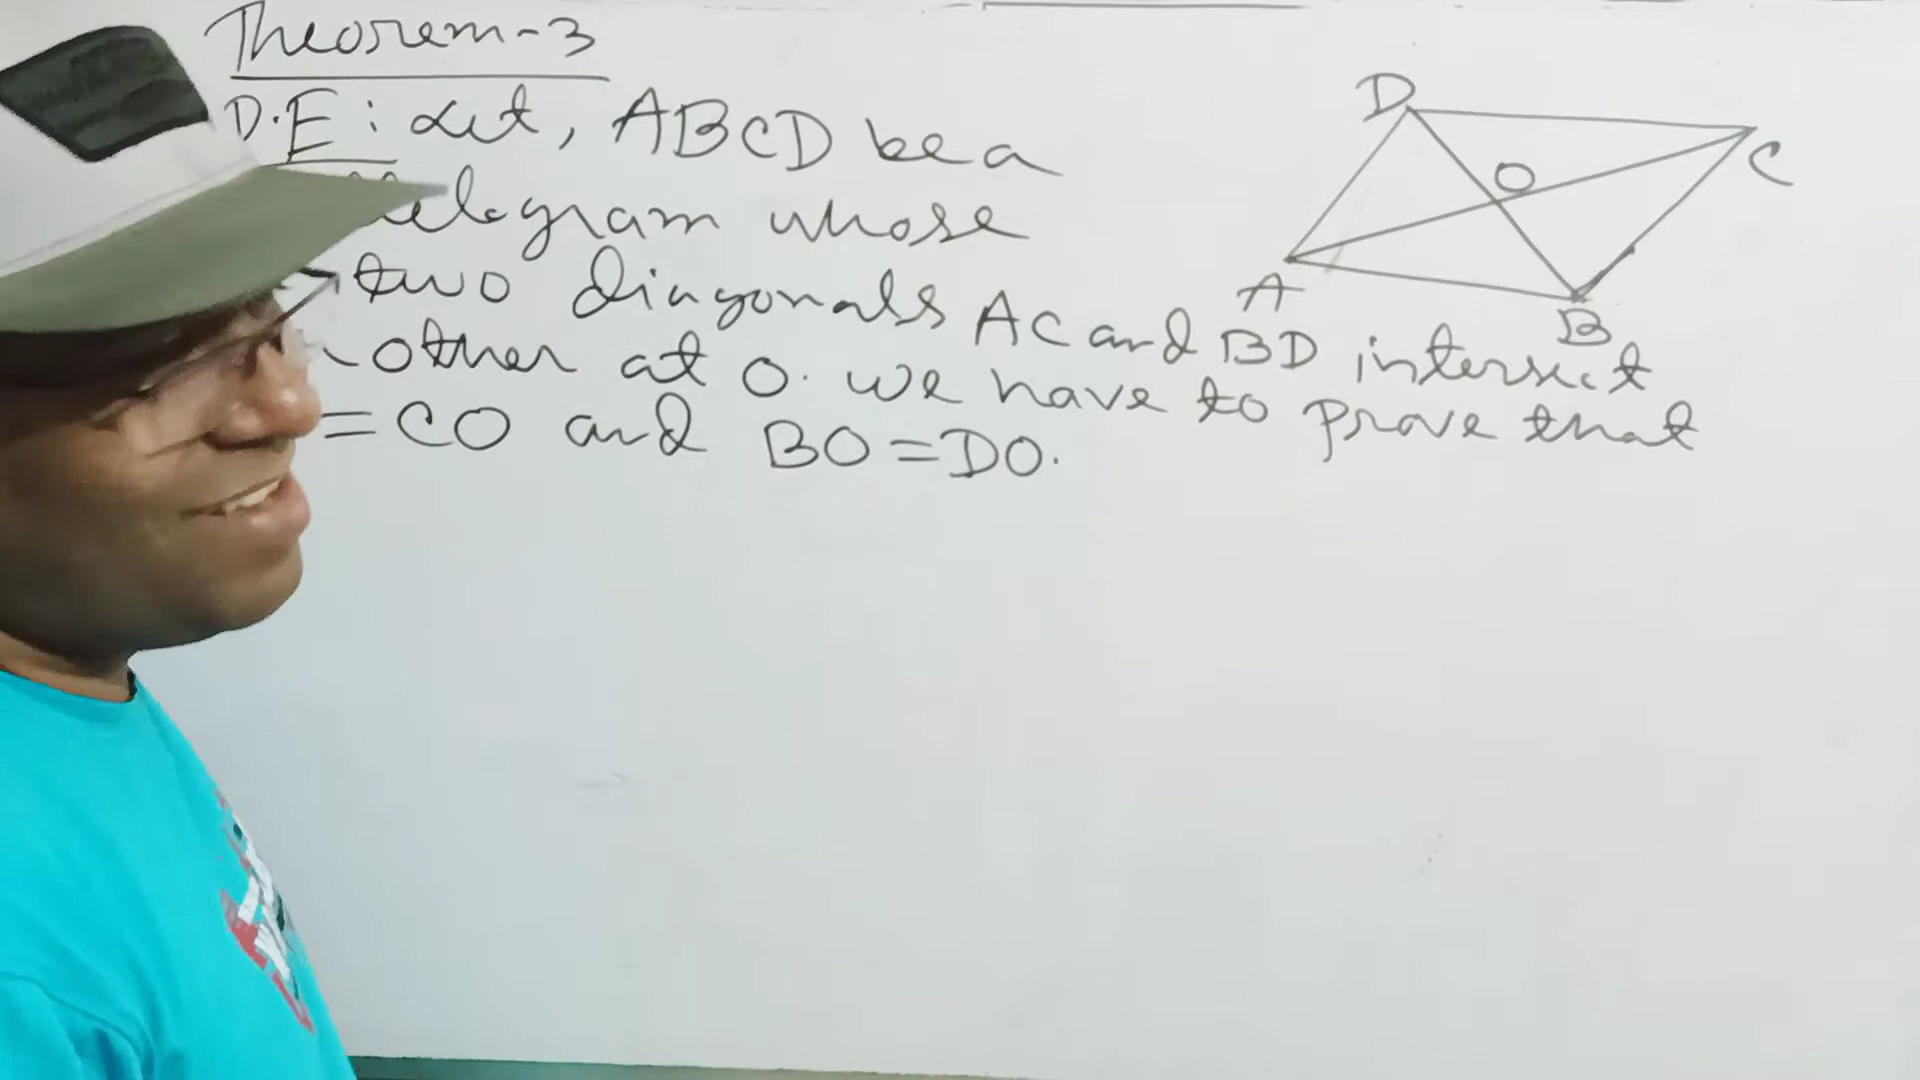 Theorem-3
D.E: Let, ABCD be a
whose
two diagonals AC and BD intersect
other at O. we have to prove that
=CO and BO=DO.
D
C
O
A
B